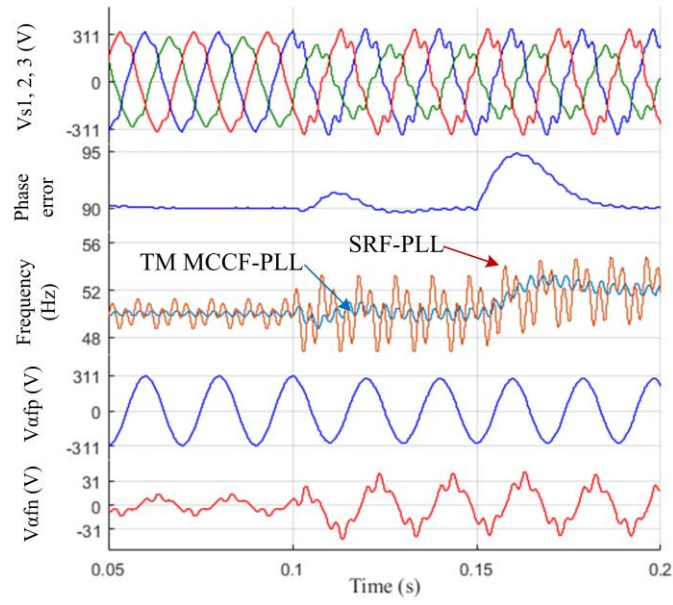 Vs1, 2, 3 (V)
311
0
-311
Phase
error
95
90
Frequency
(Hz)
56
52
48
TM MCCF-PLL
SRF-PLL
Vαfp (V)
311
0
-311
Vαfn (V)
31
0
-31
0.05
0.1
0.15
0.2
Time (s)